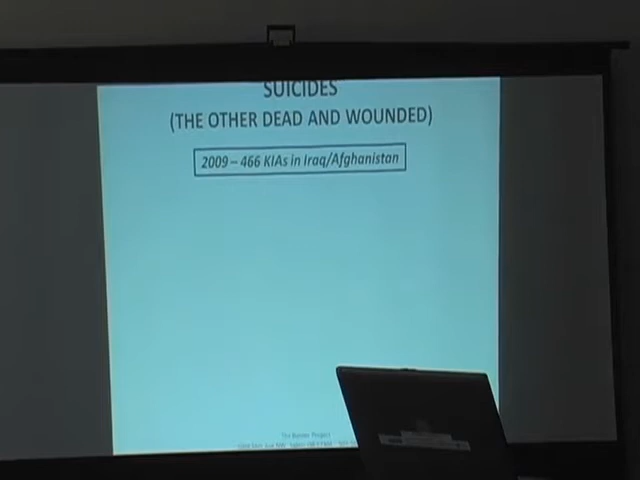 SUICIDES
(THE OTHER DEAD AND WOUNDED)
2009 – 466 KIAs in Iraq/Afghanistan